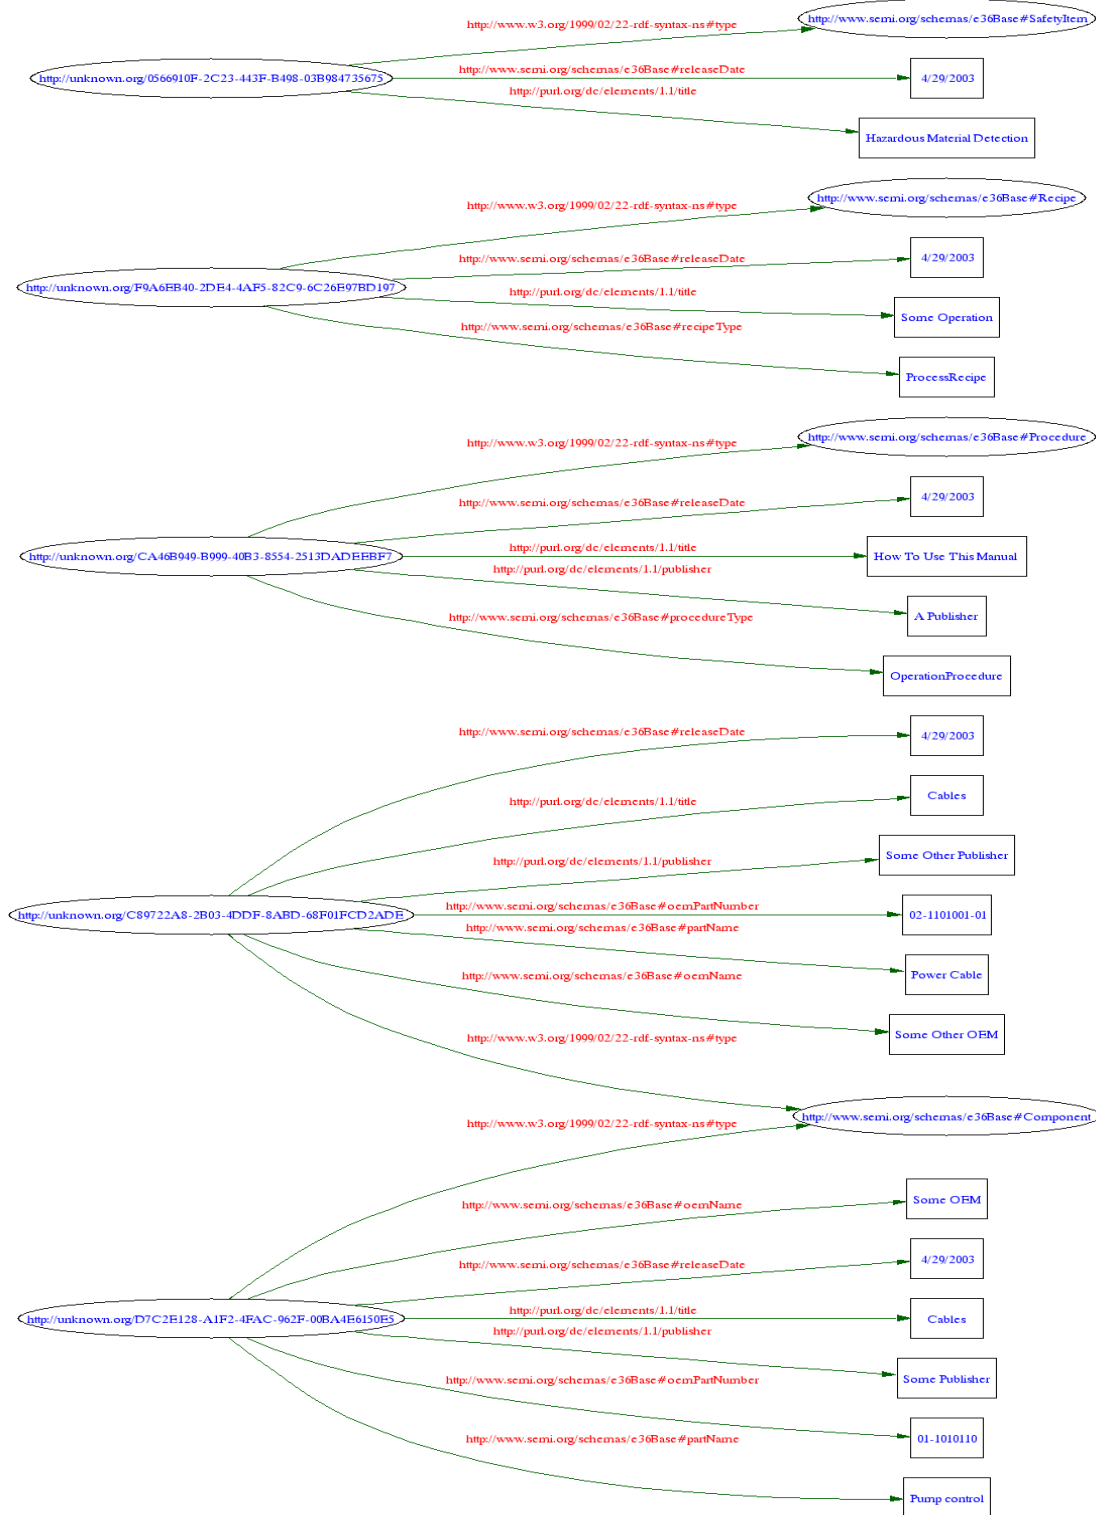 http://www.w3.org/1999/02/22-rdf-syntax-ns#type
http://www.semi.org/schemas/e36Base#SafetyItem
http://unknown.org/0566910F-2C23-443F-B498-03B984735675
http://www.semi.org/schemas/e36Base#releaseDate
4/29/2003
http://purl.org/dc/elements/1.1/title
Hazardous Material Detection
http://www.w3.org/1999/02/22-rdf-syntax-ns#type
http://www.semi.org/schemas/e36Base#Recipe
http://www.semi.org/schemas/e36Base#releaseDate
4/29/2003
http://unknown.org/F9A6EB40-2DE4-4AF5-82C9-6C26E97BD197
http://purl.org/dc/elements/1.1/title
Some Operation
http://www.semi.org/schemas/e36Base#recipeType
ProcessRecipe
http://www.w3.org/1999/02/22-rdf-syntax-ns#type
http://www.semi.org/schemas/e36Base#Procedure
http://www.semi.org/schemas/e36Base#releaseDate
4/29/2003
http://unknown.org/CA46B949-B999-40B3-8554-2513DADEEBF7
http://purl.org/dc/elements/1.1/title
How To Use This Manual
http://purl.org/dc/elements/1.1/publisher
A Publisher
http://www.semi.org/schemas/e36Base#procedureType
OperationProcedure
http://www.semi.org/schemas/e36Base#releaseDate
4/29/2003
http://purl.org/dc/elements/1.1/title
Cables
http://purl.org/dc/elements/1.1/publisher
Some Other Publisher
http://unknown.org/C89722A8-2B03-4DDF-8ABD-68F01FCD2ADE
http://www.semi.org/schemas/e36Base#oemPartNumber
02-1101001-01
http://www.semi.org/schemas/e36Base#partName
Power Cable
http://www.semi.org/schemas/e36Base#oemName
Some Other OEM
http://www.w3.org/1999/02/22-rdf-syntax-ns#type
http://www.semi.org/schemas/e36Base#Component
http://www.w3.org/1999/02/22-rdf-syntax-ns#type
http://www.semi.org/schemas/e36Base#oemName
Some OEM
http://www.semi.org/schemas/e36Base#releaseDate
4/29/2003
http://unknown.org/D7C2E128-A1F2-4FAC-962F-00BA4E6150E5
http://purl.org/dc/elements/1.1/title
Cables
http://purl.org/dc/elements/1.1/publisher
Some Publisher
http://www.semi.org/schemas/e36Base#oemPartNumber
01-1010110
http://www.semi.org/schemas/e36Base#partName
Pump control